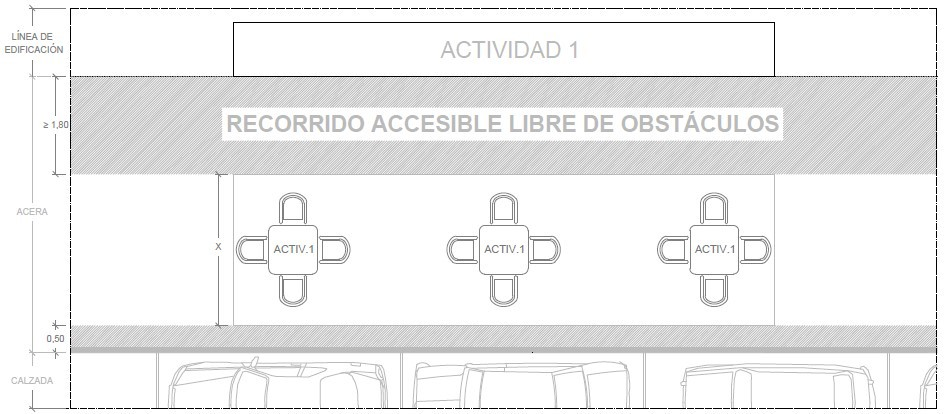 LÍNEA DE
EDIFICACIÓN
ACTIVIDAD 1
≥ 1,80
RECORRIDO ACCESIBLE LIBRE DE OBSTÁCULOS
ACERA
X
ACTIV.1
ACTIV.1
ACTIV.1
0,50
CALZADA